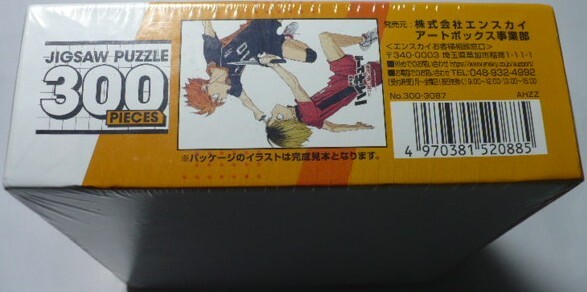 JIGSAW PUZZLE
300
PIECES
※パッケージのイラストは完成見本となります。
発売元: 株式会社エンスカイ
アートボックス事業部
<エンスカイお客様相談窓口>
〒340-0003 埼玉県草加市稲荷1-11-1
TEL:048-932-4992
No.300-3087 AHZZ
4 970381 520885